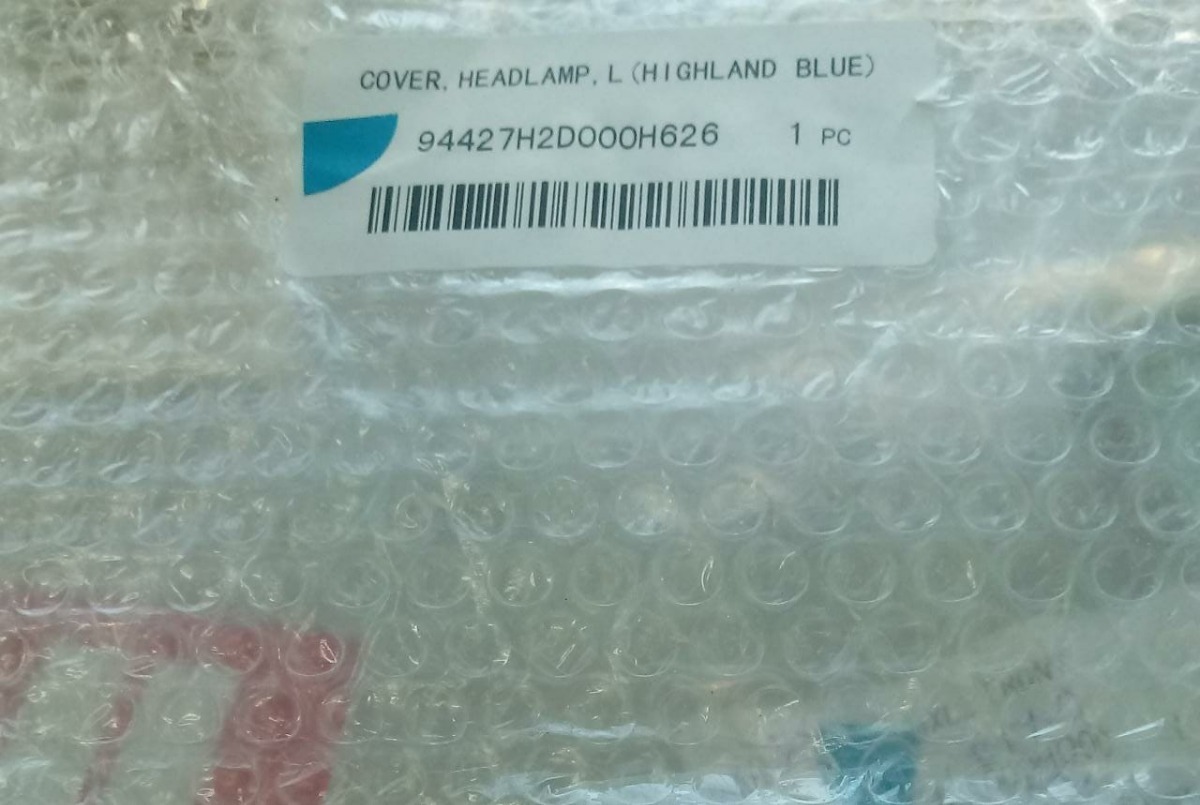 COVER, HEADLAMP, L (HIGHLAND BLUE)
94427H2D000H626 1 PC